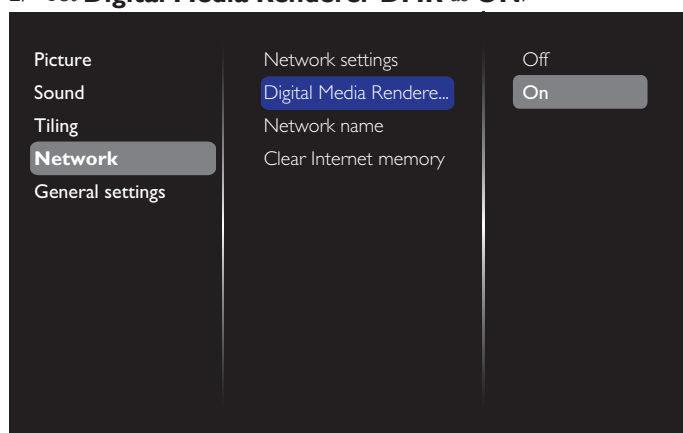 Digital Media Renderer-DMR
Picture
Sound
Tiling
Network
General settings
Network settings
Digital Media Rendere...
Network name
Clear Internet memory
Off
On